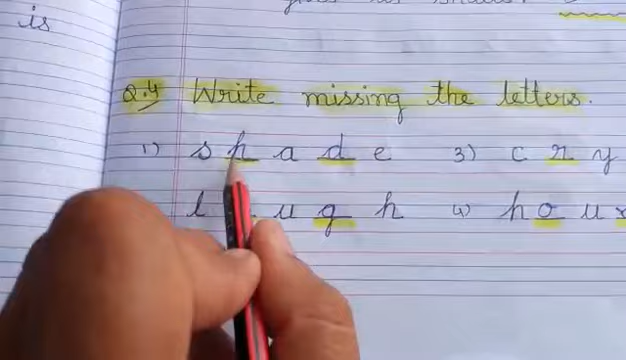 is
Q.4 Write missing the letters.
1) s h a d e 3) c r y
l u g h 4) h o u r